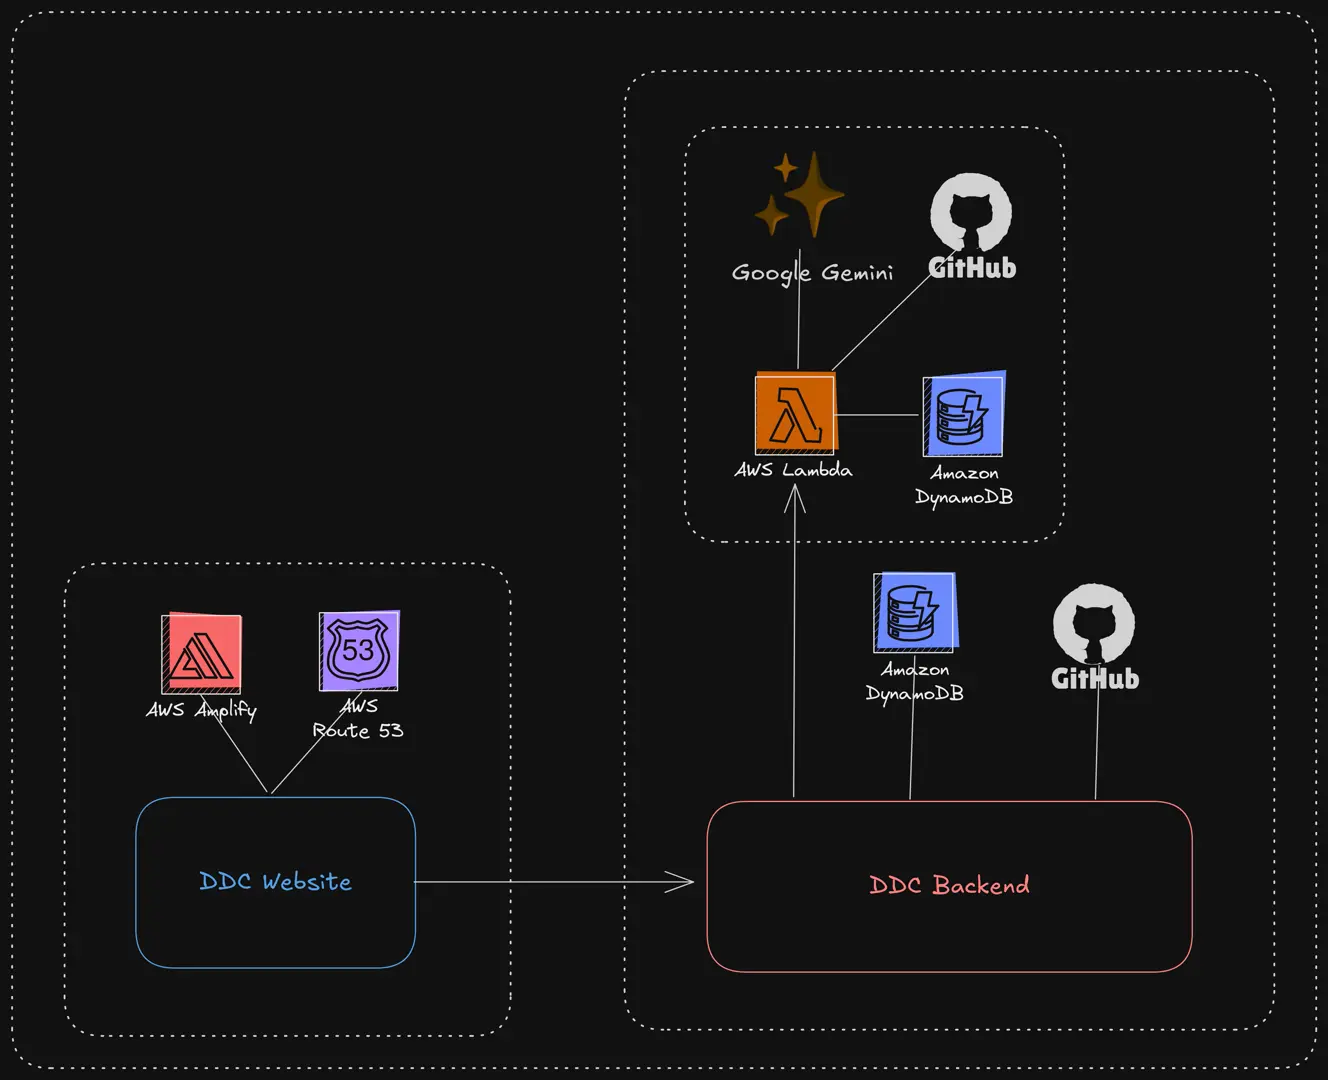 Google Gemini
GitHub
AWS Lambda
Amazon
DynamoDB
Amazon
DynamoDB
GitHub
53
AWS Amplify
AWS
Route 53
DDC Website
DDC Backend